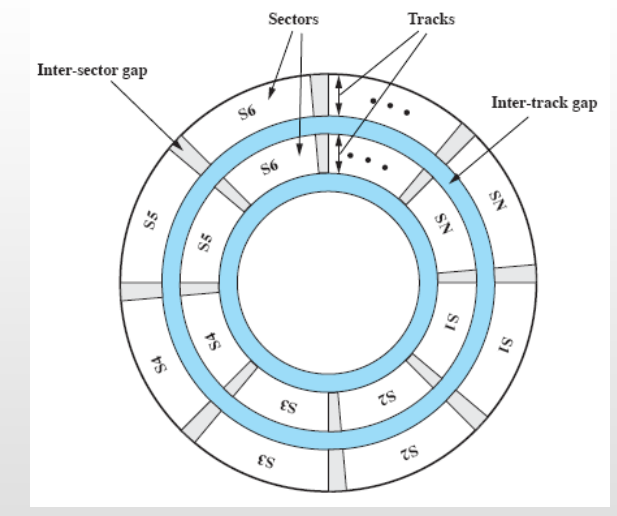 Sectors
Tracks
Inter-sector gap
Inter-track gap
S6
• • •
S6
• • •
SN
SN
S5
S5
S1
S1
S4
S4
S2
S2
S3
S3